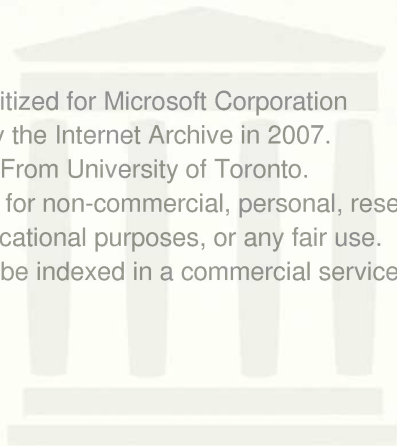 itized for Microsoft Corporation
the Internet Archive in 2007.
From University of Toronto.
for non-commercial, personal, rese
cational purposes, or any fair use.
be indexed in a commercial service